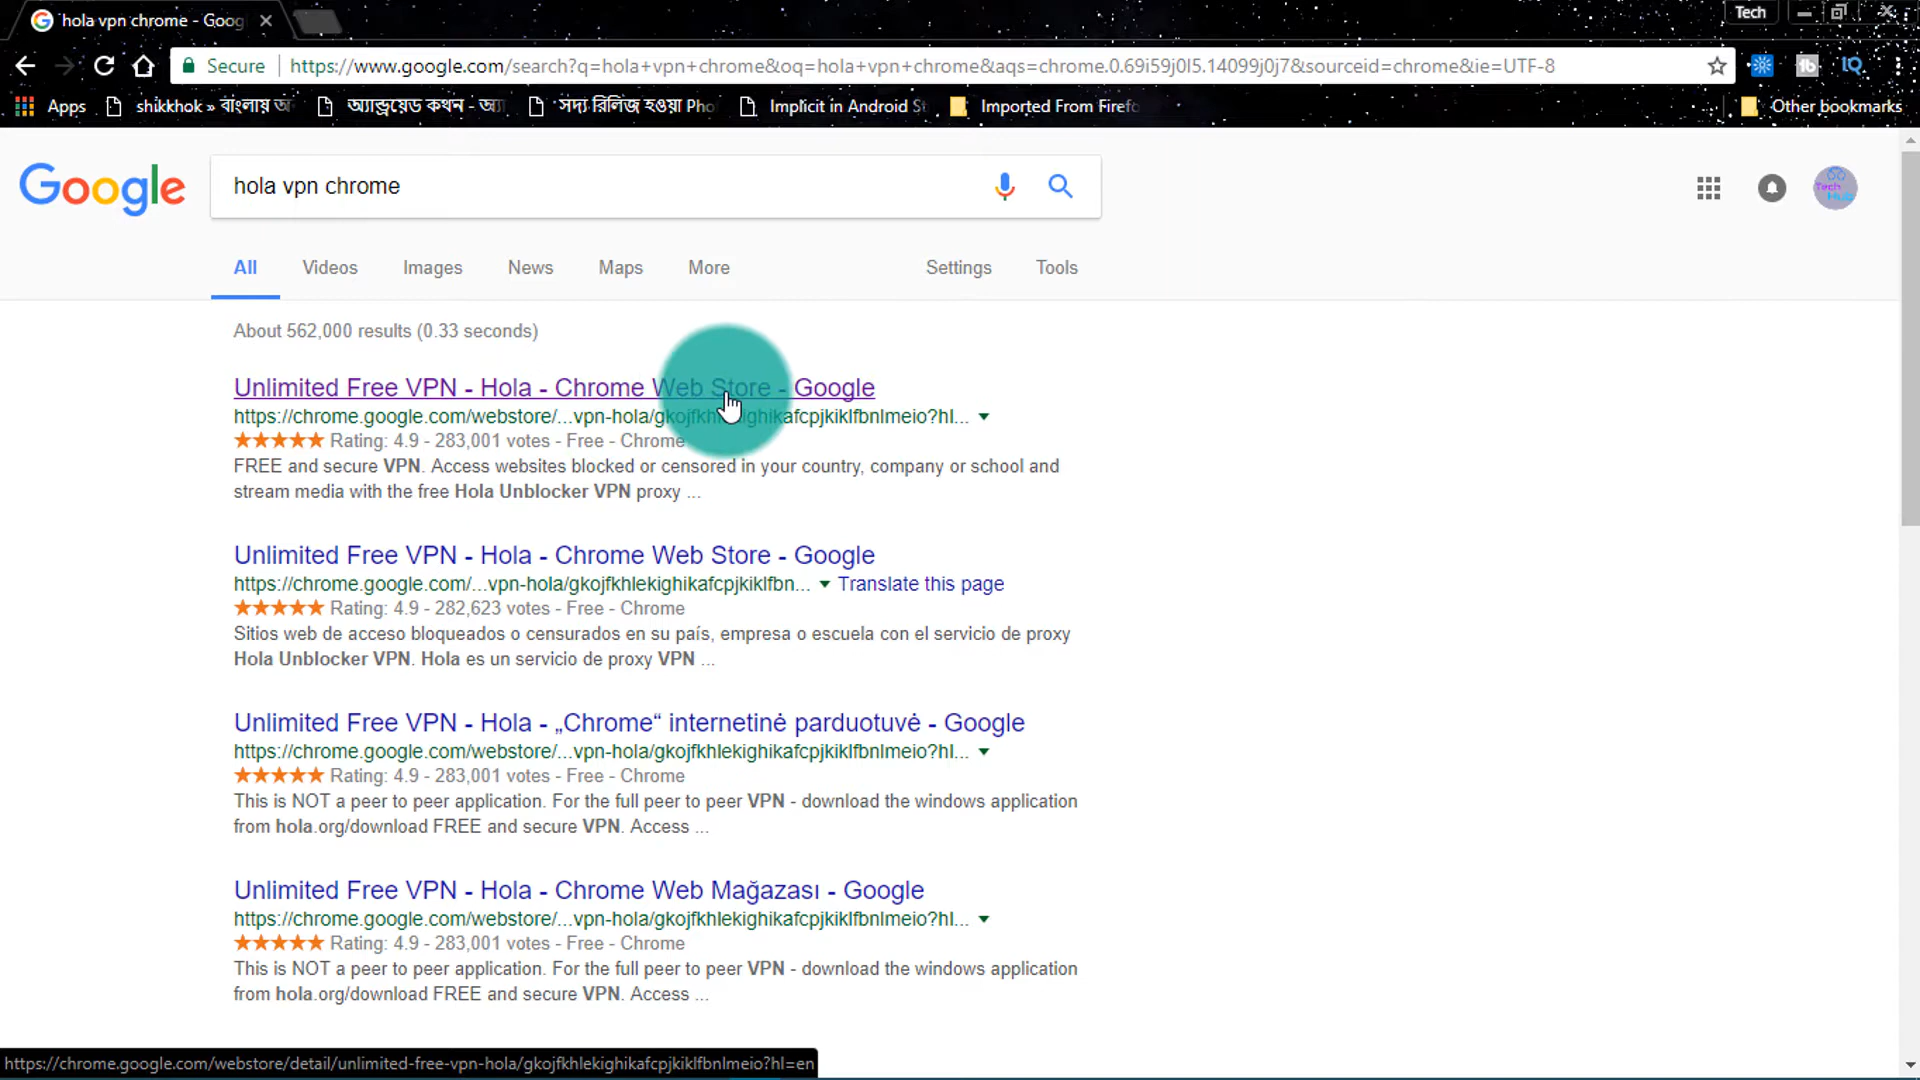 hola vpn chrome - Goog
Tech
Secure
https://www.google.com/search?q=hola+vpn+chrome&oq=hola+vpn+chrome&aqs=chrome.0.69i59j0l5.14099j0j7&sourceid=chrome&ie=UTF-8
Apps
shikkhok » বাংলায় অ
অ্যান্ড্রয়েড কথন - অ্যা
সদ্য রিলিজ হওয়া Pho
Implicit in Android St
Imported From Firefo
Other bookmarks
Google
hola vpn chrome
Tech Hub
All Videos Images News Maps More Settings Tools
About 562,000 results (0.33 seconds)
Unlimited Free VPN - Hola - Chrome Web Store - Google
https://chrome.google.com/webstore/...vpn-hola/gkojfkhlekighikafcpjkiklfbnlmeio?hl...
Rating: 4.9 - 283,001 votes - Free - Chrome
FREE and secure VPN. Access websites blocked or censored in your country, company or school and
stream media with the free Hola Unblocker VPN proxy ...
Unlimited Free VPN - Hola - Chrome Web Store - Google
https://chrome.google.com/...vpn-hola/gkojfkhlekighikafcpjkiklfbn... Translate this page
Rating: 4.9 - 282,623 votes - Free - Chrome
Sitios web de acceso bloqueados o censurados en su país, empresa o escuela con el servicio de proxy
Hola Unblocker VPN. Hola es un servicio de proxy VPN ...
Unlimited Free VPN - Hola - „Chrome“ internetinė parduotuvė - Google
https://chrome.google.com/webstore/...vpn-hola/gkojfkhlekighikafcpjkiklfbnlmeio?hl...
Rating: 4.9 - 283,001 votes - Free - Chrome
This is NOT a peer to peer application. For the full peer to peer VPN - download the windows application
from hola.org/download FREE and secure VPN. Access ...
Unlimited Free VPN - Hola - Chrome Web Mağazası - Google
https://chrome.google.com/webstore/...vpn-hola/gkojfkhlekighikafcpjkiklfbnlmeio?hl...
Rating: 4.9 - 283,001 votes - Free - Chrome
This is NOT a peer to peer application. For the full peer to peer VPN - download the windows application
from hola.org/download FREE and secure VPN. Access ...
https://chrome.google.com/webstore/detail/unlimited-free-vpn-hola/gkojfkhlekighikafcpjkiklfbnlmeio?hl=en